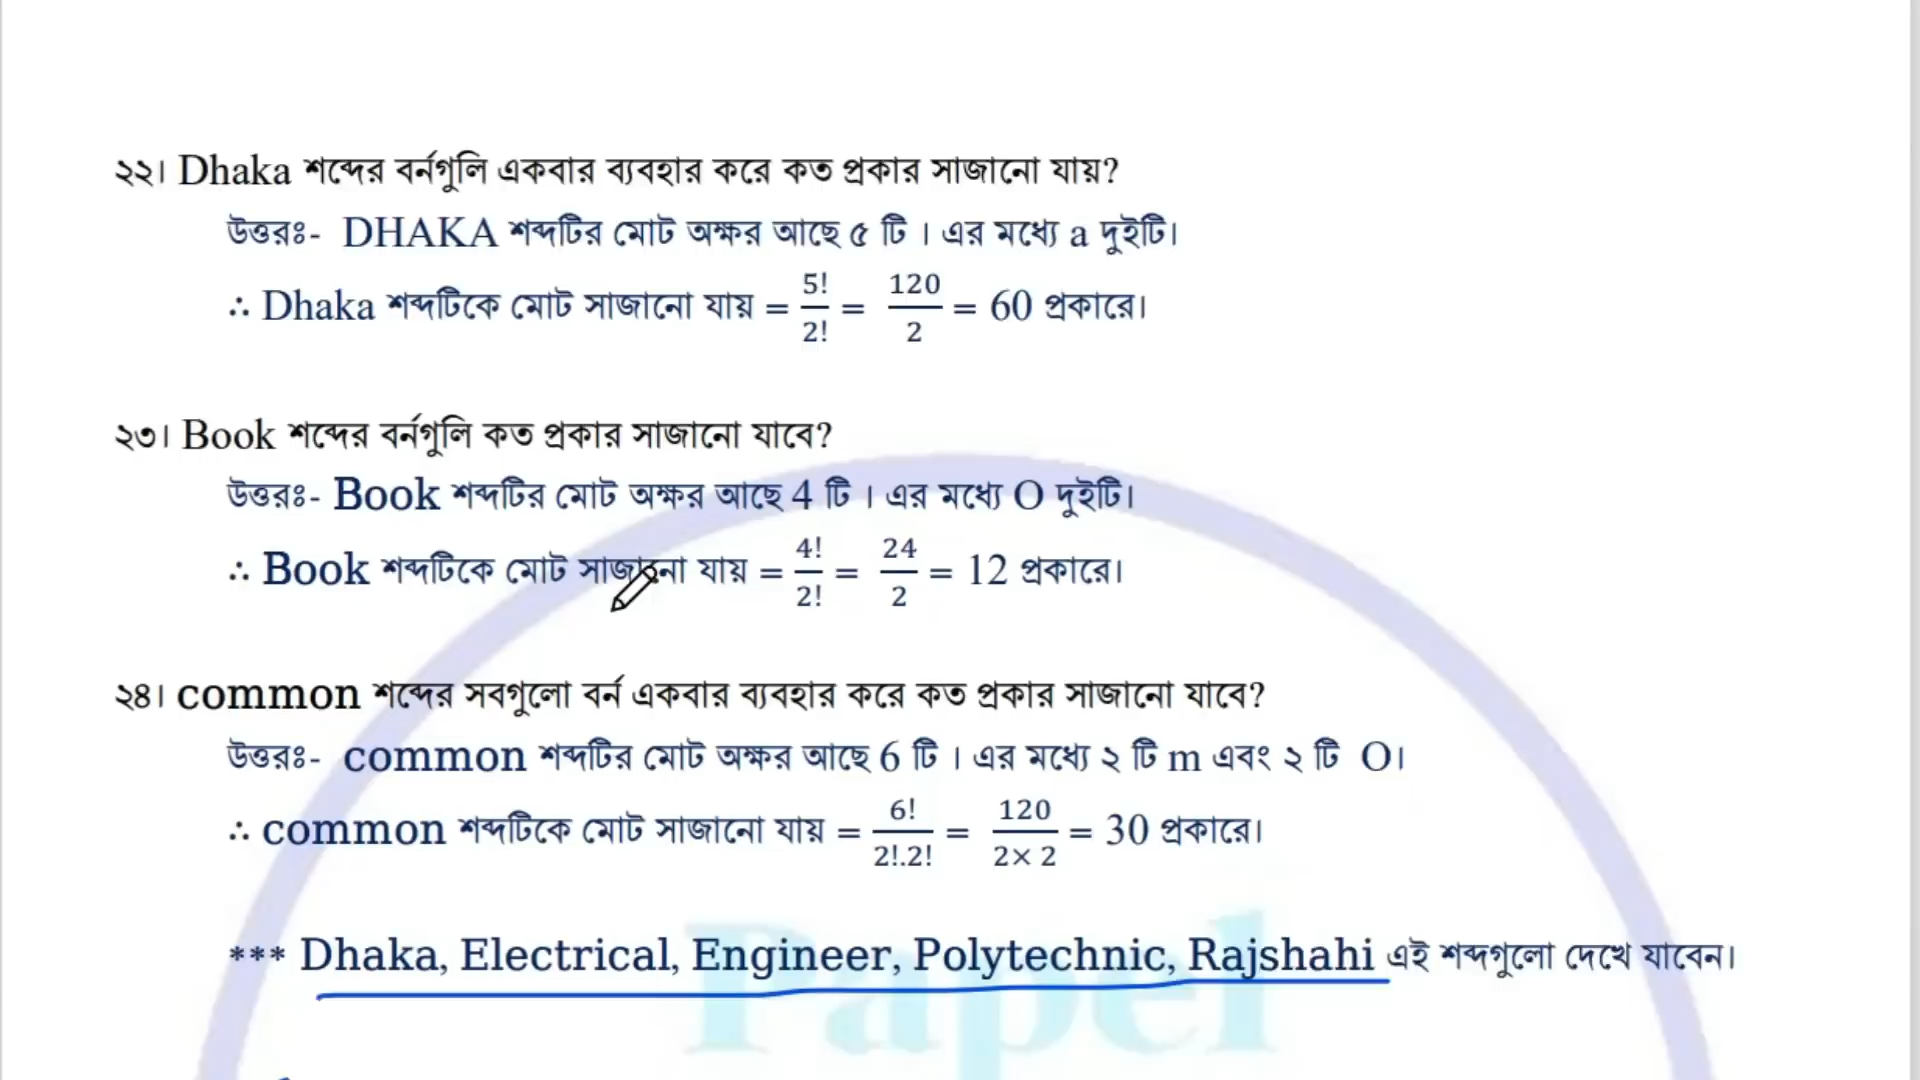 ২২। Dhaka শব্দের বর্নগুলি একবার ব্যবহার করে কত প্রকার সাজানো যায়?
উত্তরঃ- DHAKA শব্দটির মোট অক্ষর আছে ৫ টি । এর মধ্যে a দুইটি।
∴ Dhaka শব্দটিকে মোট সাজানো যায় = 5!/2! = 120/2 = 60 প্রকারে।
২৩। Book শব্দের বর্নগুলি কত প্রকার সাজানো যাবে?
উত্তরঃ- Book শব্দটির মোট অক্ষর আছে 4 টি । এর মধ্যে O দুইটি।
∴ Book শব্দটিকে মোট সাজানো যায় = 4!/2! = 24/2 = 12 প্রকারে।
২৪। common শব্দের সবগুলো বর্ন একবার ব্যবহার করে কত প্রকার সাজানো যাবে?
উত্তরঃ- common শব্দটির মোট অক্ষর আছে 6 টি । এর মধ্যে ২ টি m এবং ২ টি O।
∴ common শব্দটিকে মোট সাজানো যায় = 6!/2!.2! = 120/2× 2 = 30 প্রকারে।
*** Dhaka, Electrical, Engineer, Polytechnic, Rajshahi এই শব্দগুলো দেখে যাবেন।
Papel